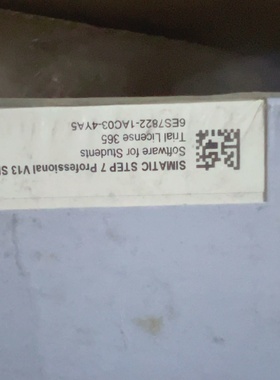 SIMATIC STEP 7 Professional V13 S
Software for Students
Trial License 365
6ES7822-1AC03-4YA5